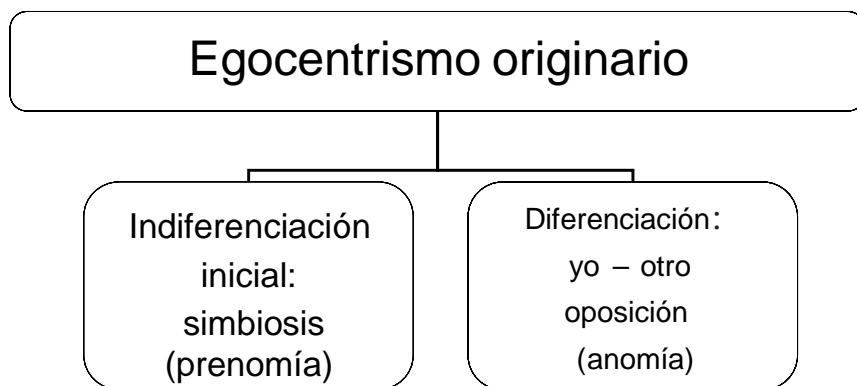 Egocentrismo originario
Indiferenciación
inicial:
simbiosis
(prenomía)
Diferenciación:
yo – otro
oposición
(anomía)